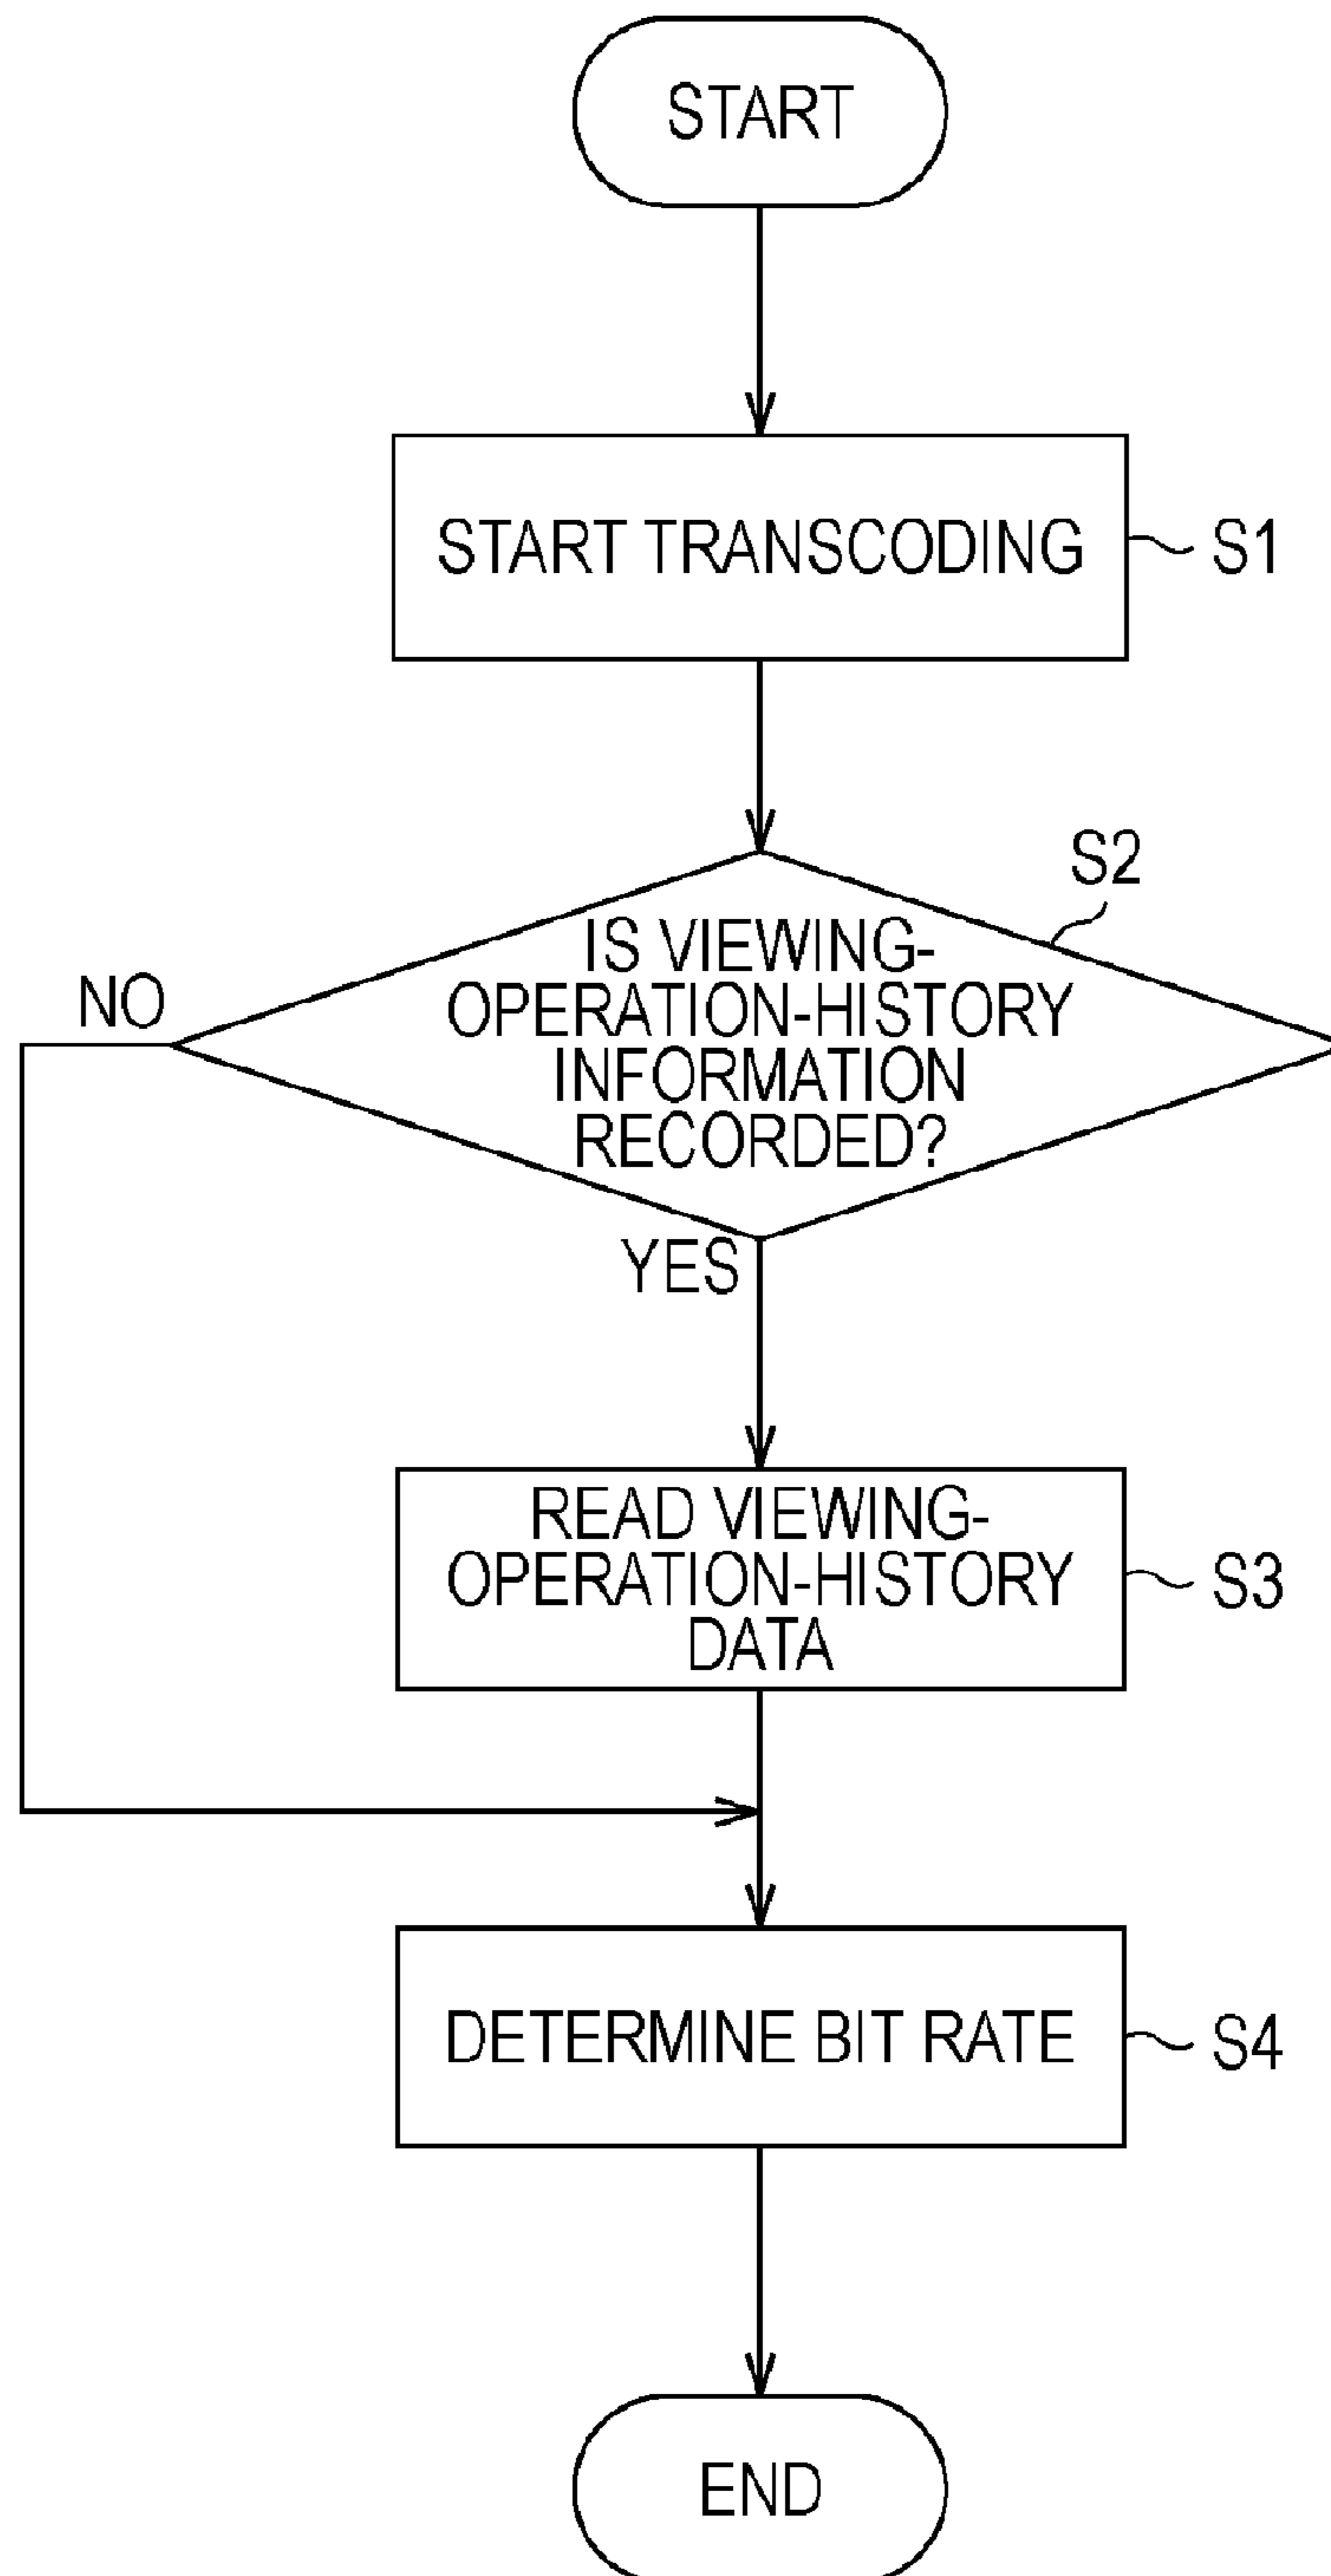 START
START TRANSCODING
S1
S2
IS VIEWING-
OPERATION-HISTORY
INFORMATION
RECORDED?
NO
YES
READ VIEWING-
OPERATION-HISTORY
DATA
S3
DETERMINE BIT RATE
S4
END